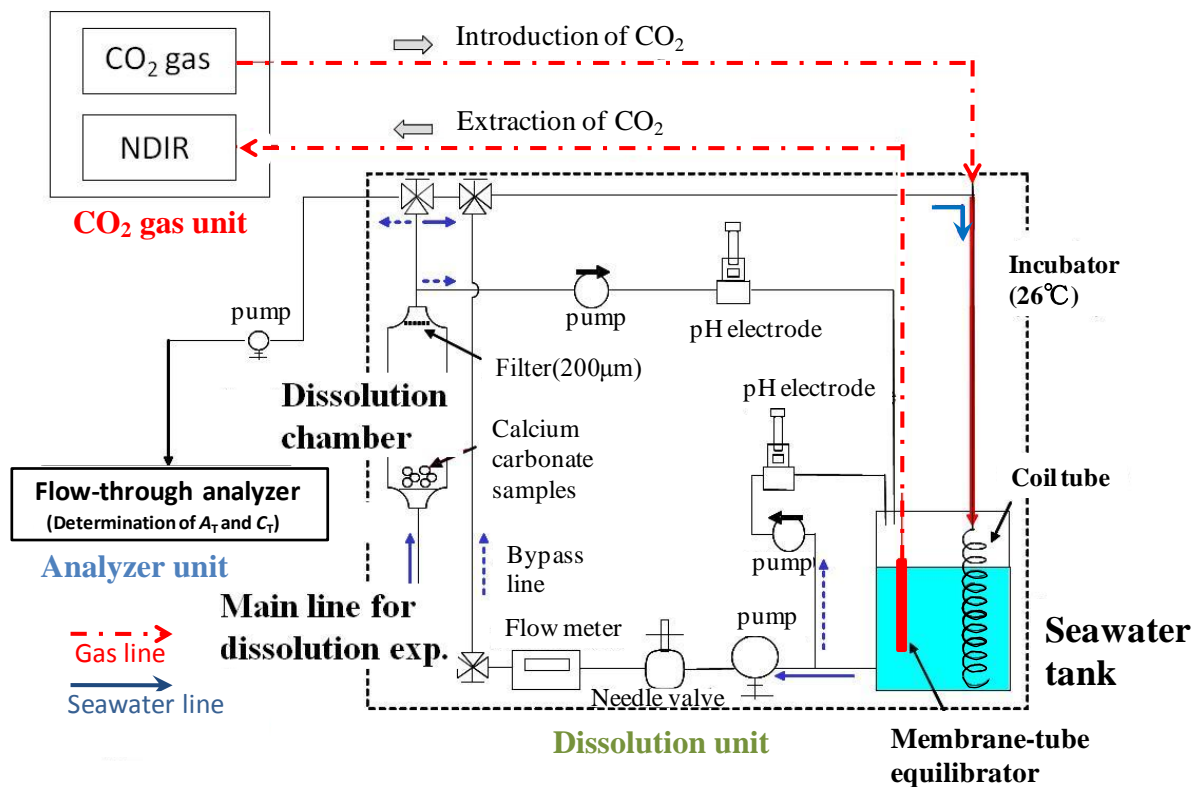 CO₂ gas
NDIR
CO₂ gas unit
Introduction of CO₂
Extraction of CO₂
Incubator
(26℃)
pump
pump
pH electrode
Filter(200μm)
pH electrode
Dissolution
chamber
Calcium
carbonate
samples
Coil tube
Flow-through analyzer
(Determination of A_T and C_T)
Analyzer unit
Bypass
line
pump
Main line for
dissolution exp.
Flow meter
pump
Seawater
tank
Gas line
Seawater line
Needle valve
Dissolution unit
Membrane-tube
equilibrator